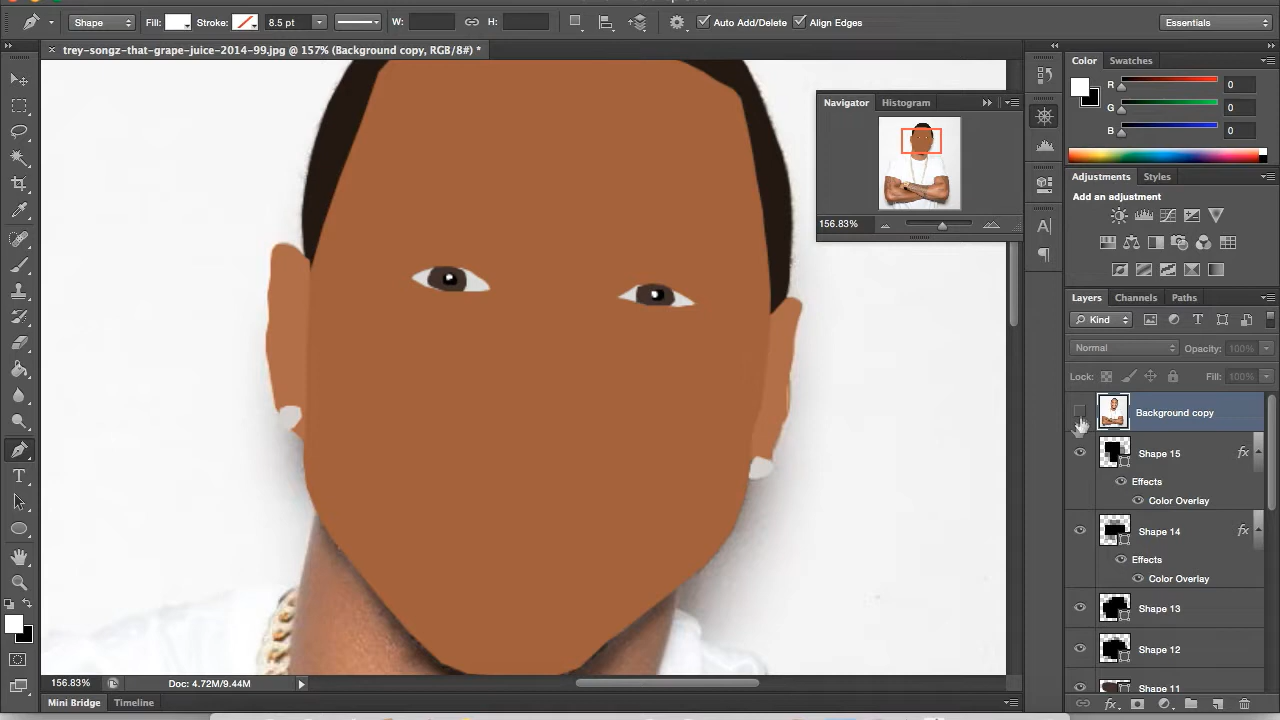 Shape Fill: Stroke: 8.5 pt W: H: Auto Add/Delete Align Edges Essentials
trey-songz-that-grape-juice-2014-99.jpg @ 157% (Background copy, RGB/8#) *
Color Swatches
R 0
G 0
B 0
Navigator Histogram
156.83%
Adjustments Styles
Add an adjustment
Layers Channels Paths
Kind
Normal Opacity: 100%
Lock: Fill: 100%
Background copy
Shape 15 fx
Effects
Color Overlay
Shape 14 fx
Effects
Color Overlay
Shape 13
Shape 12
Shape 11
156.83% Doc: 4.72M/9.44M
Mini Bridge Timeline